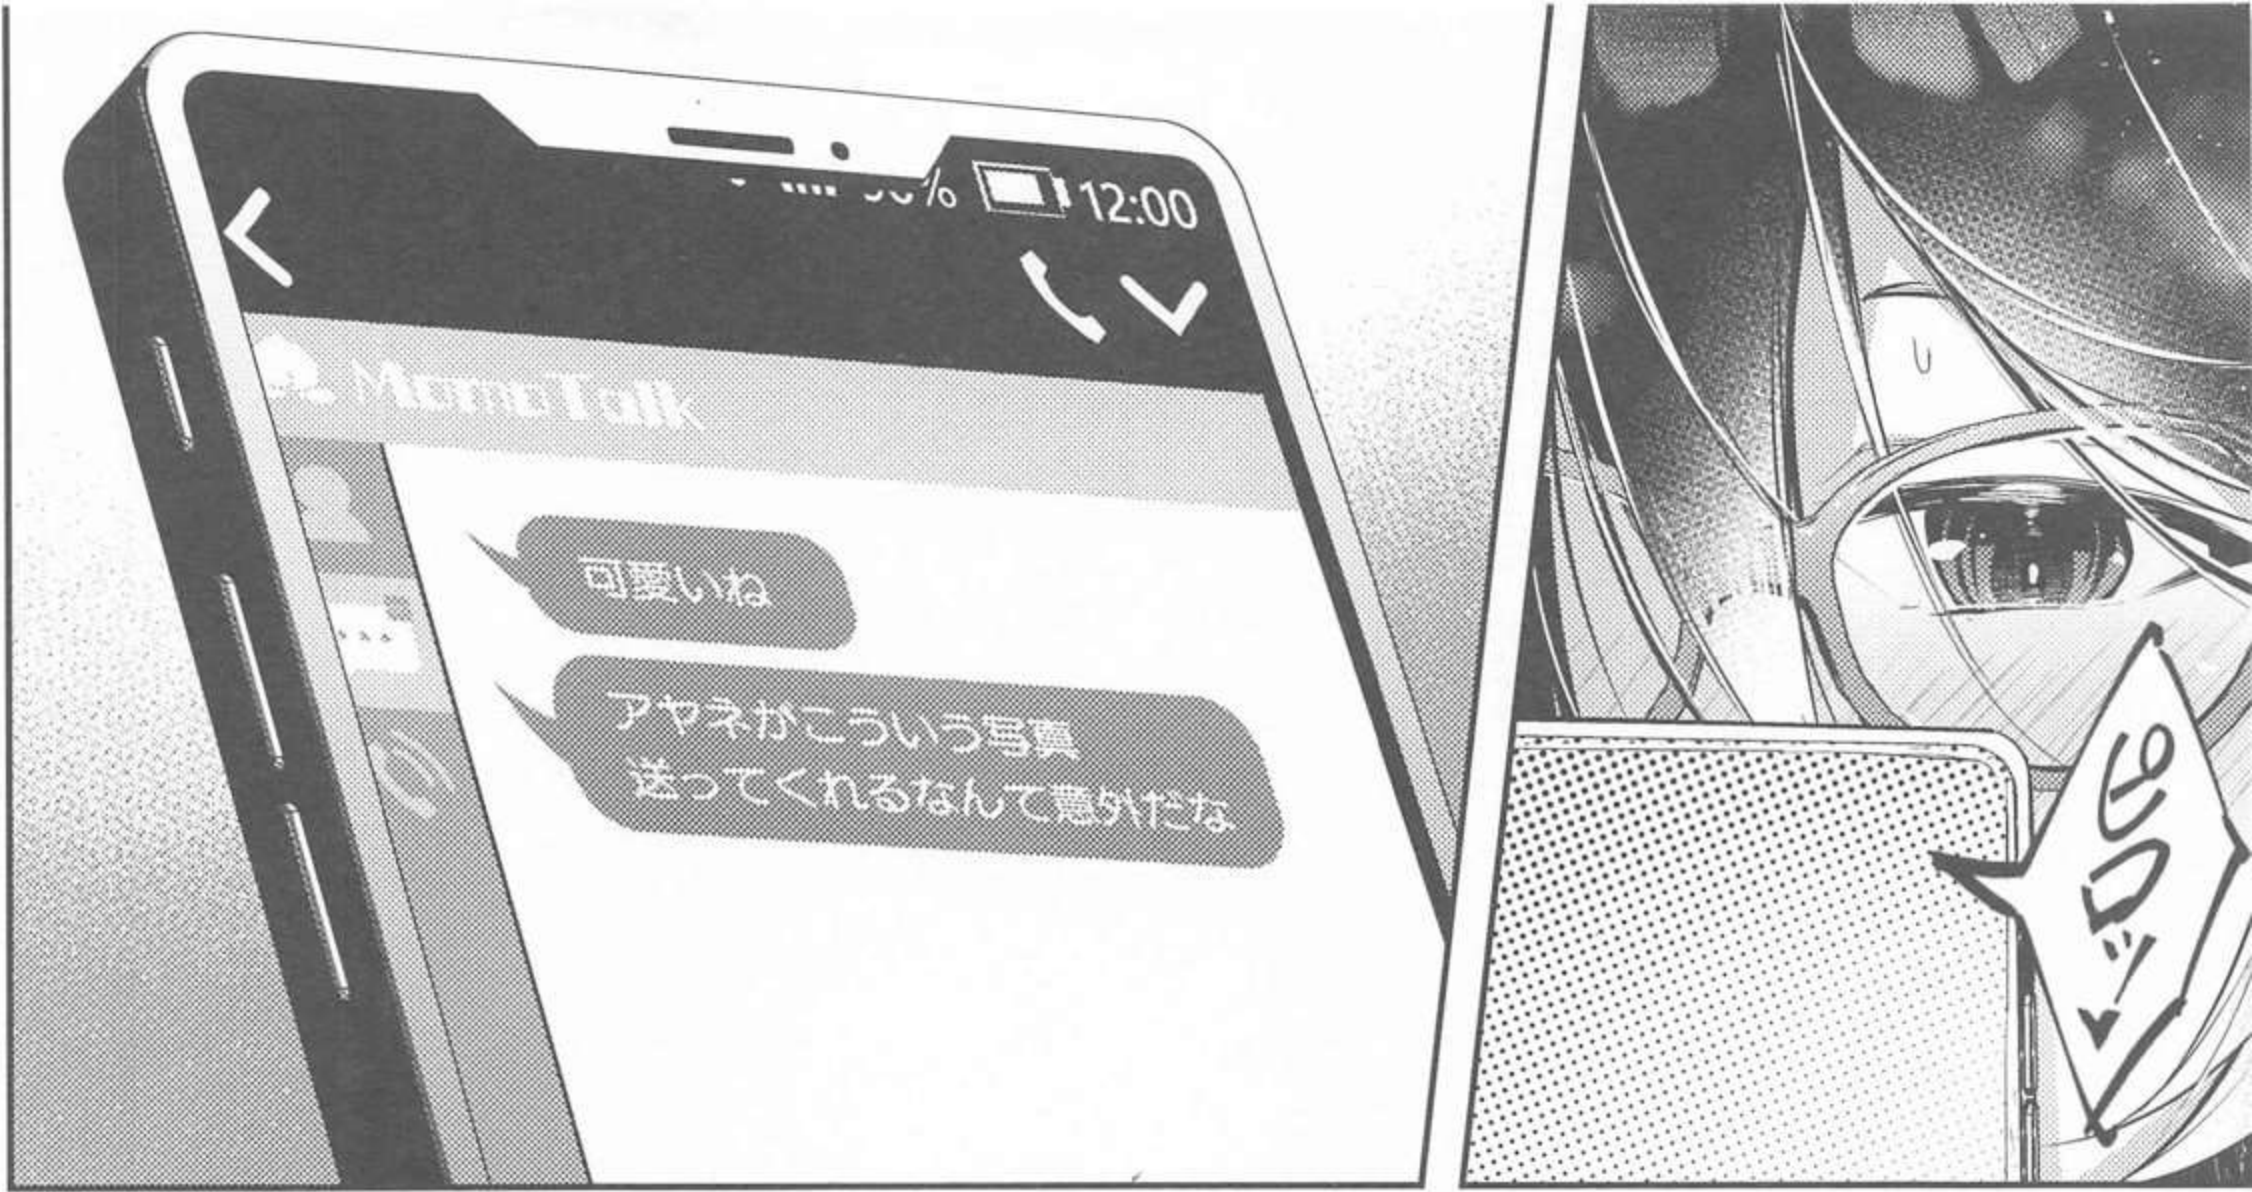 ピロンッ
12:00
MomoTalk
可愛いね
アヤネがこういう写真
送ってくれるなんて意外だな